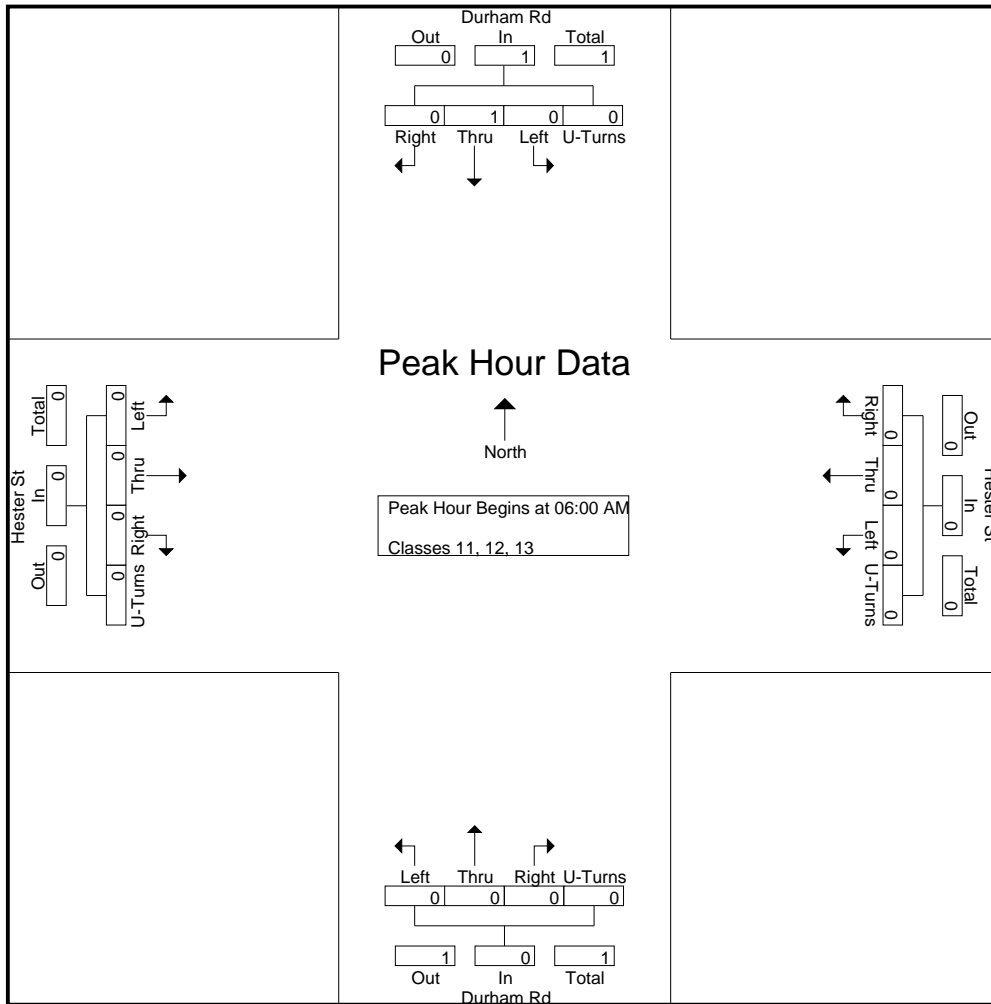 Durham Rd
Out In Total
0 1 1
0 1 0 0
Right Thru Left U-Turns
Peak Hour Data
North
Peak Hour Begins at 06:00 AM
Classes 11, 12, 13
Hester St
Total In Out
0 0 0
0 0 0 0
Left Thru Right U-Turns
Hester St
Out In Total
0 0 0
0 0 0 0
Right Thru Left U-Turns
Left Thru Right U-Turns
0 0 0 0
1 0 1
Out In Total
Durham Rd